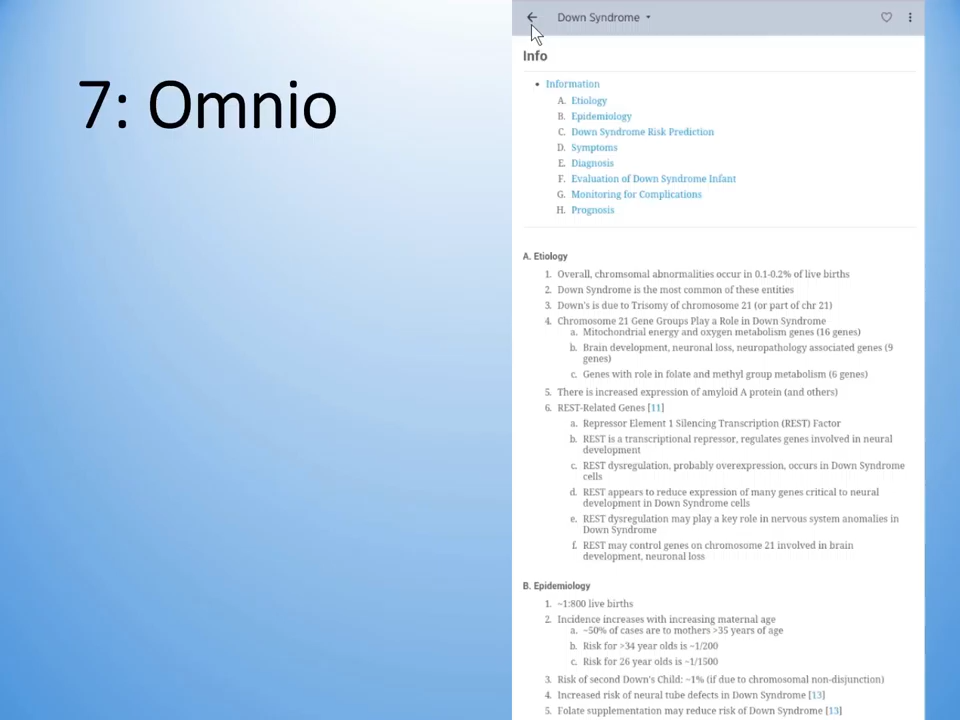 7: Omnio
Down Syndrome
Info
• Information
A. Etiology
B. Epidemiology
C. Down Syndrome Risk Prediction
D. Symptoms
E. Diagnosis
F. Evaluation of Down Syndrome Infant
G. Monitoring for Complications
H. Prognosis
A. Etiology
1. Overall, chromsomal abnormalities occur in 0.1-0.2% of live births
2. Down Syndrome is the most common of these entities
3. Down's is due to Trisomy of chromosome 21 (or part of chr 21)
4. Chromosome 21 Gene Groups Play a Role in Down Syndrome
a. Mitochondrial energy and oxygen metabolism genes (16 genes)
b. Brain development, neuronal loss, neuropathology associated genes (9
genes)
c. Genes with role in folate and methyl group metabolism (6 genes)
5. There is increased expression of amyloid A protein (and others)
6. REST-Related Genes [11]
a. Repressor Element 1 Silencing Transcription (REST) Factor
b. REST is a transcriptional repressor, regulates genes involved in neural
development
c. REST dysregulation, probably overexpression, occurs in Down Syndrome
cells
d. REST appears to reduce expression of many genes critical to neural
development in Down Syndrome cells
e. REST dysregulation may play a key role in nervous system anomalies in
Down Syndrome
f. REST may control genes on chromosome 21 involved in brain
development, neuronal loss
B. Epidemiology
1. ~1:800 live births
2. Incidence increases with increasing maternal age
a. ~50% of cases are to mothers >35 years of age
b. Risk for >34 year olds is ~1/200
c. Risk for 26 year olds is ~1/1500
3. Risk of second Down's Child: ~1% (if due to chromosomal non-disjunction)
4. Increased risk of neural tube defects in Down Syndrome [13]
5. Folate supplementation may reduce risk of Down Syndrome [13]